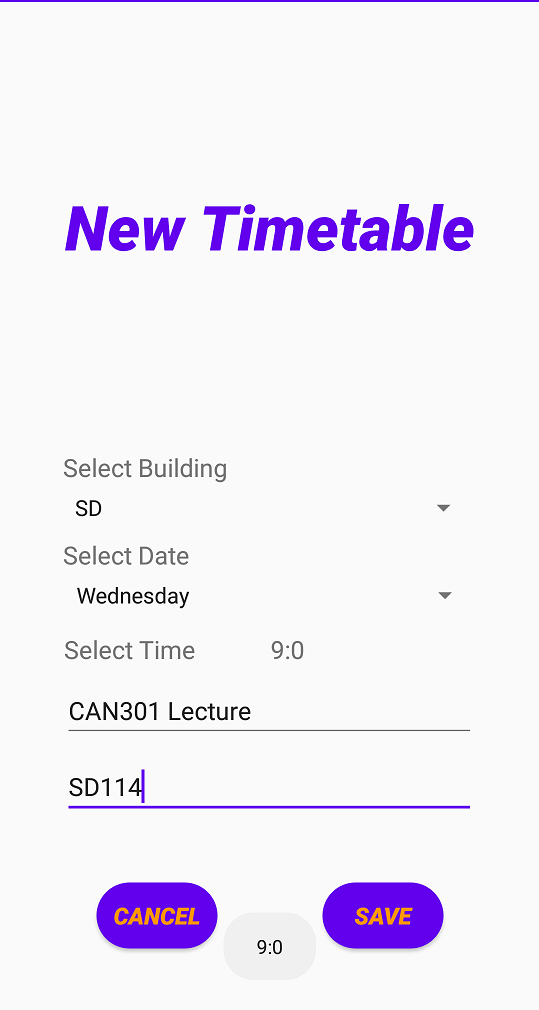 New Timetable
Select Building
SD
Select Date
Wednesday
Select Time 9:0
CAN301 Lecture
SD114
CANCEL SAVE
9:0